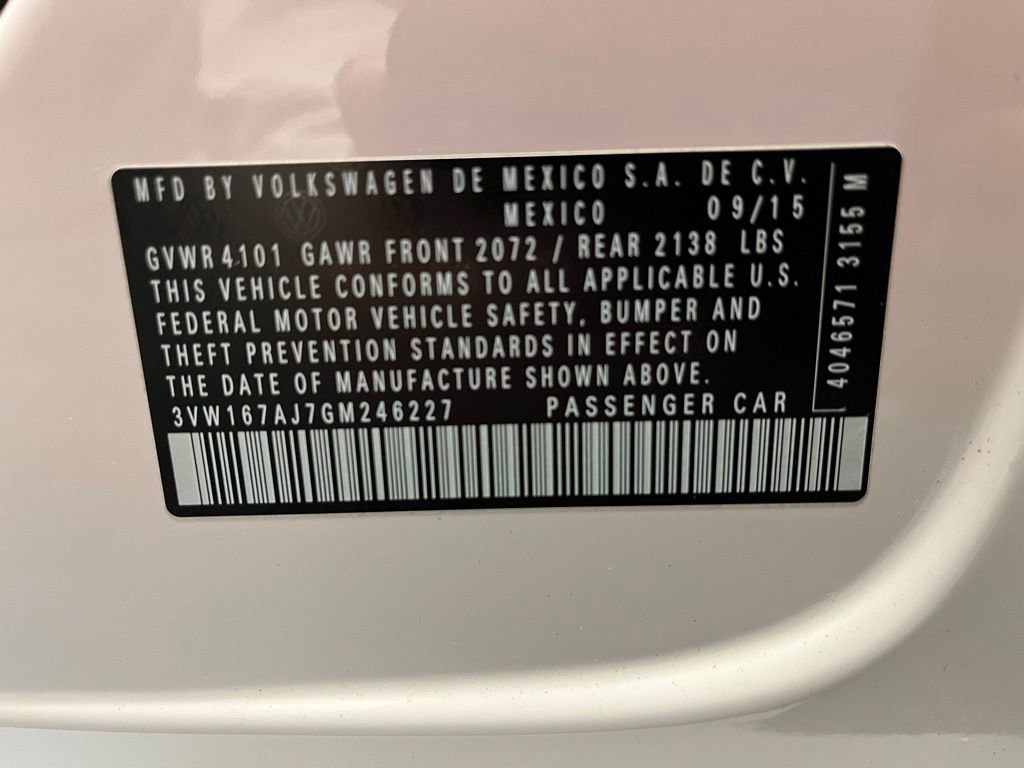 MFD BY VOLKSWAGEN DE MEXICO S.A. DE C.V.
MEXICO 09/15
GVWR 4101 GAWR FRONT 2072 / REAR 2138 LBS
THIS VEHICLE CONFORMS TO ALL APPLICABLE U.S.
FEDERAL MOTOR VEHICLE SAFETY, BUMPER AND
THEFT PREVENTION STANDARDS IN EFFECT ON
THE DATE OF MANUFACTURE SHOWN ABOVE.
3VW167AJ7GM246227 PASSENGER CAR
40465713155 M